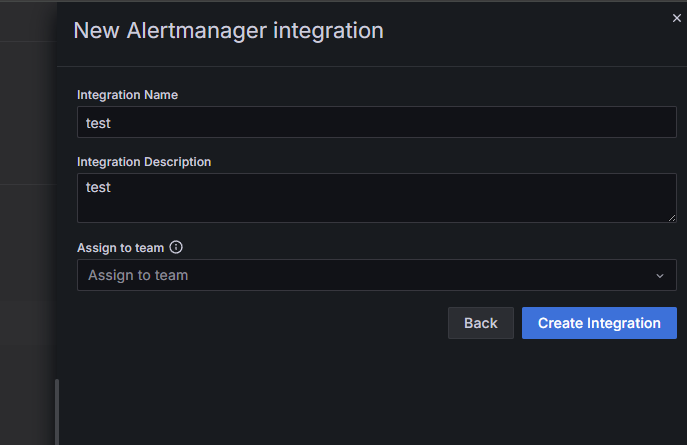 New Alertmanager integration
Integration Name
test
Integration Description
test
Assign to team
Assign to team
Back
Create Integration